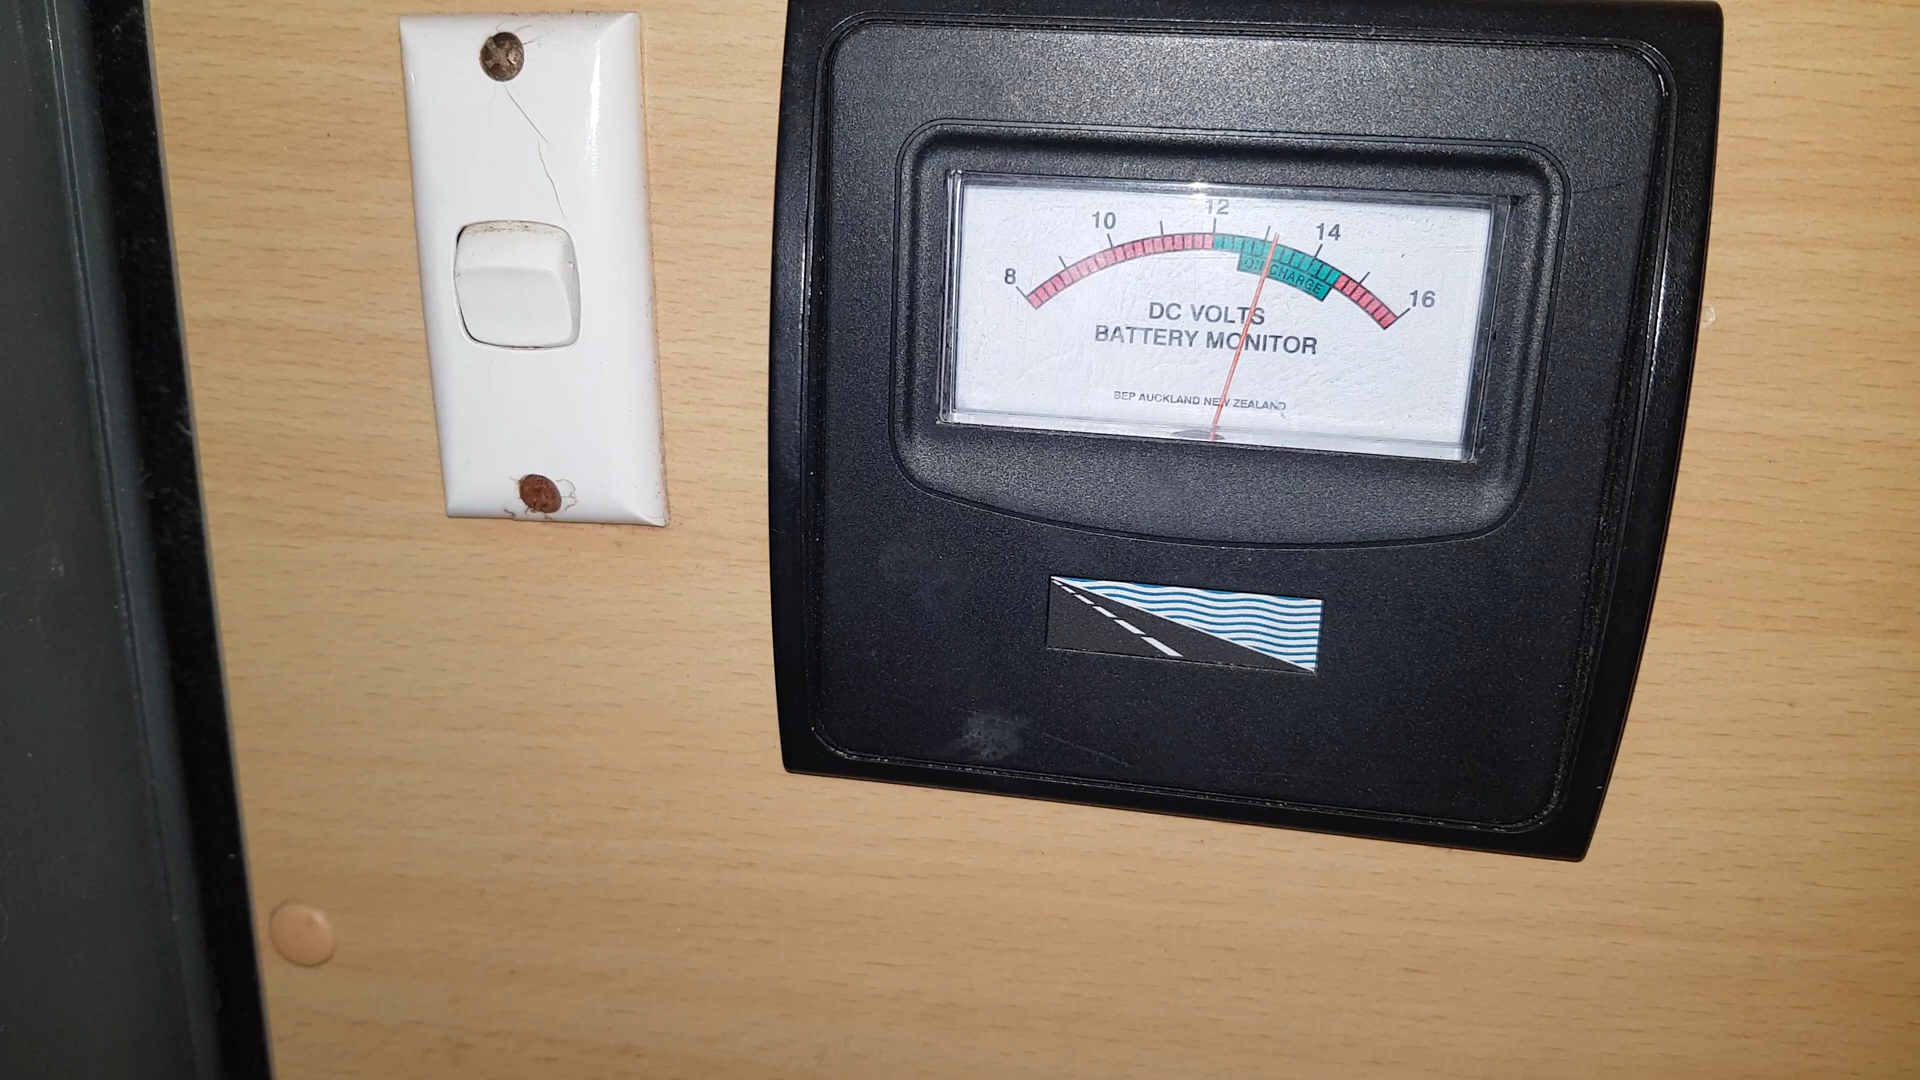 8 10 12 14 16
ON CHARGE
DC VOLTS
BATTERY MONITOR
BEP AUCKLAND NEW ZEALAND